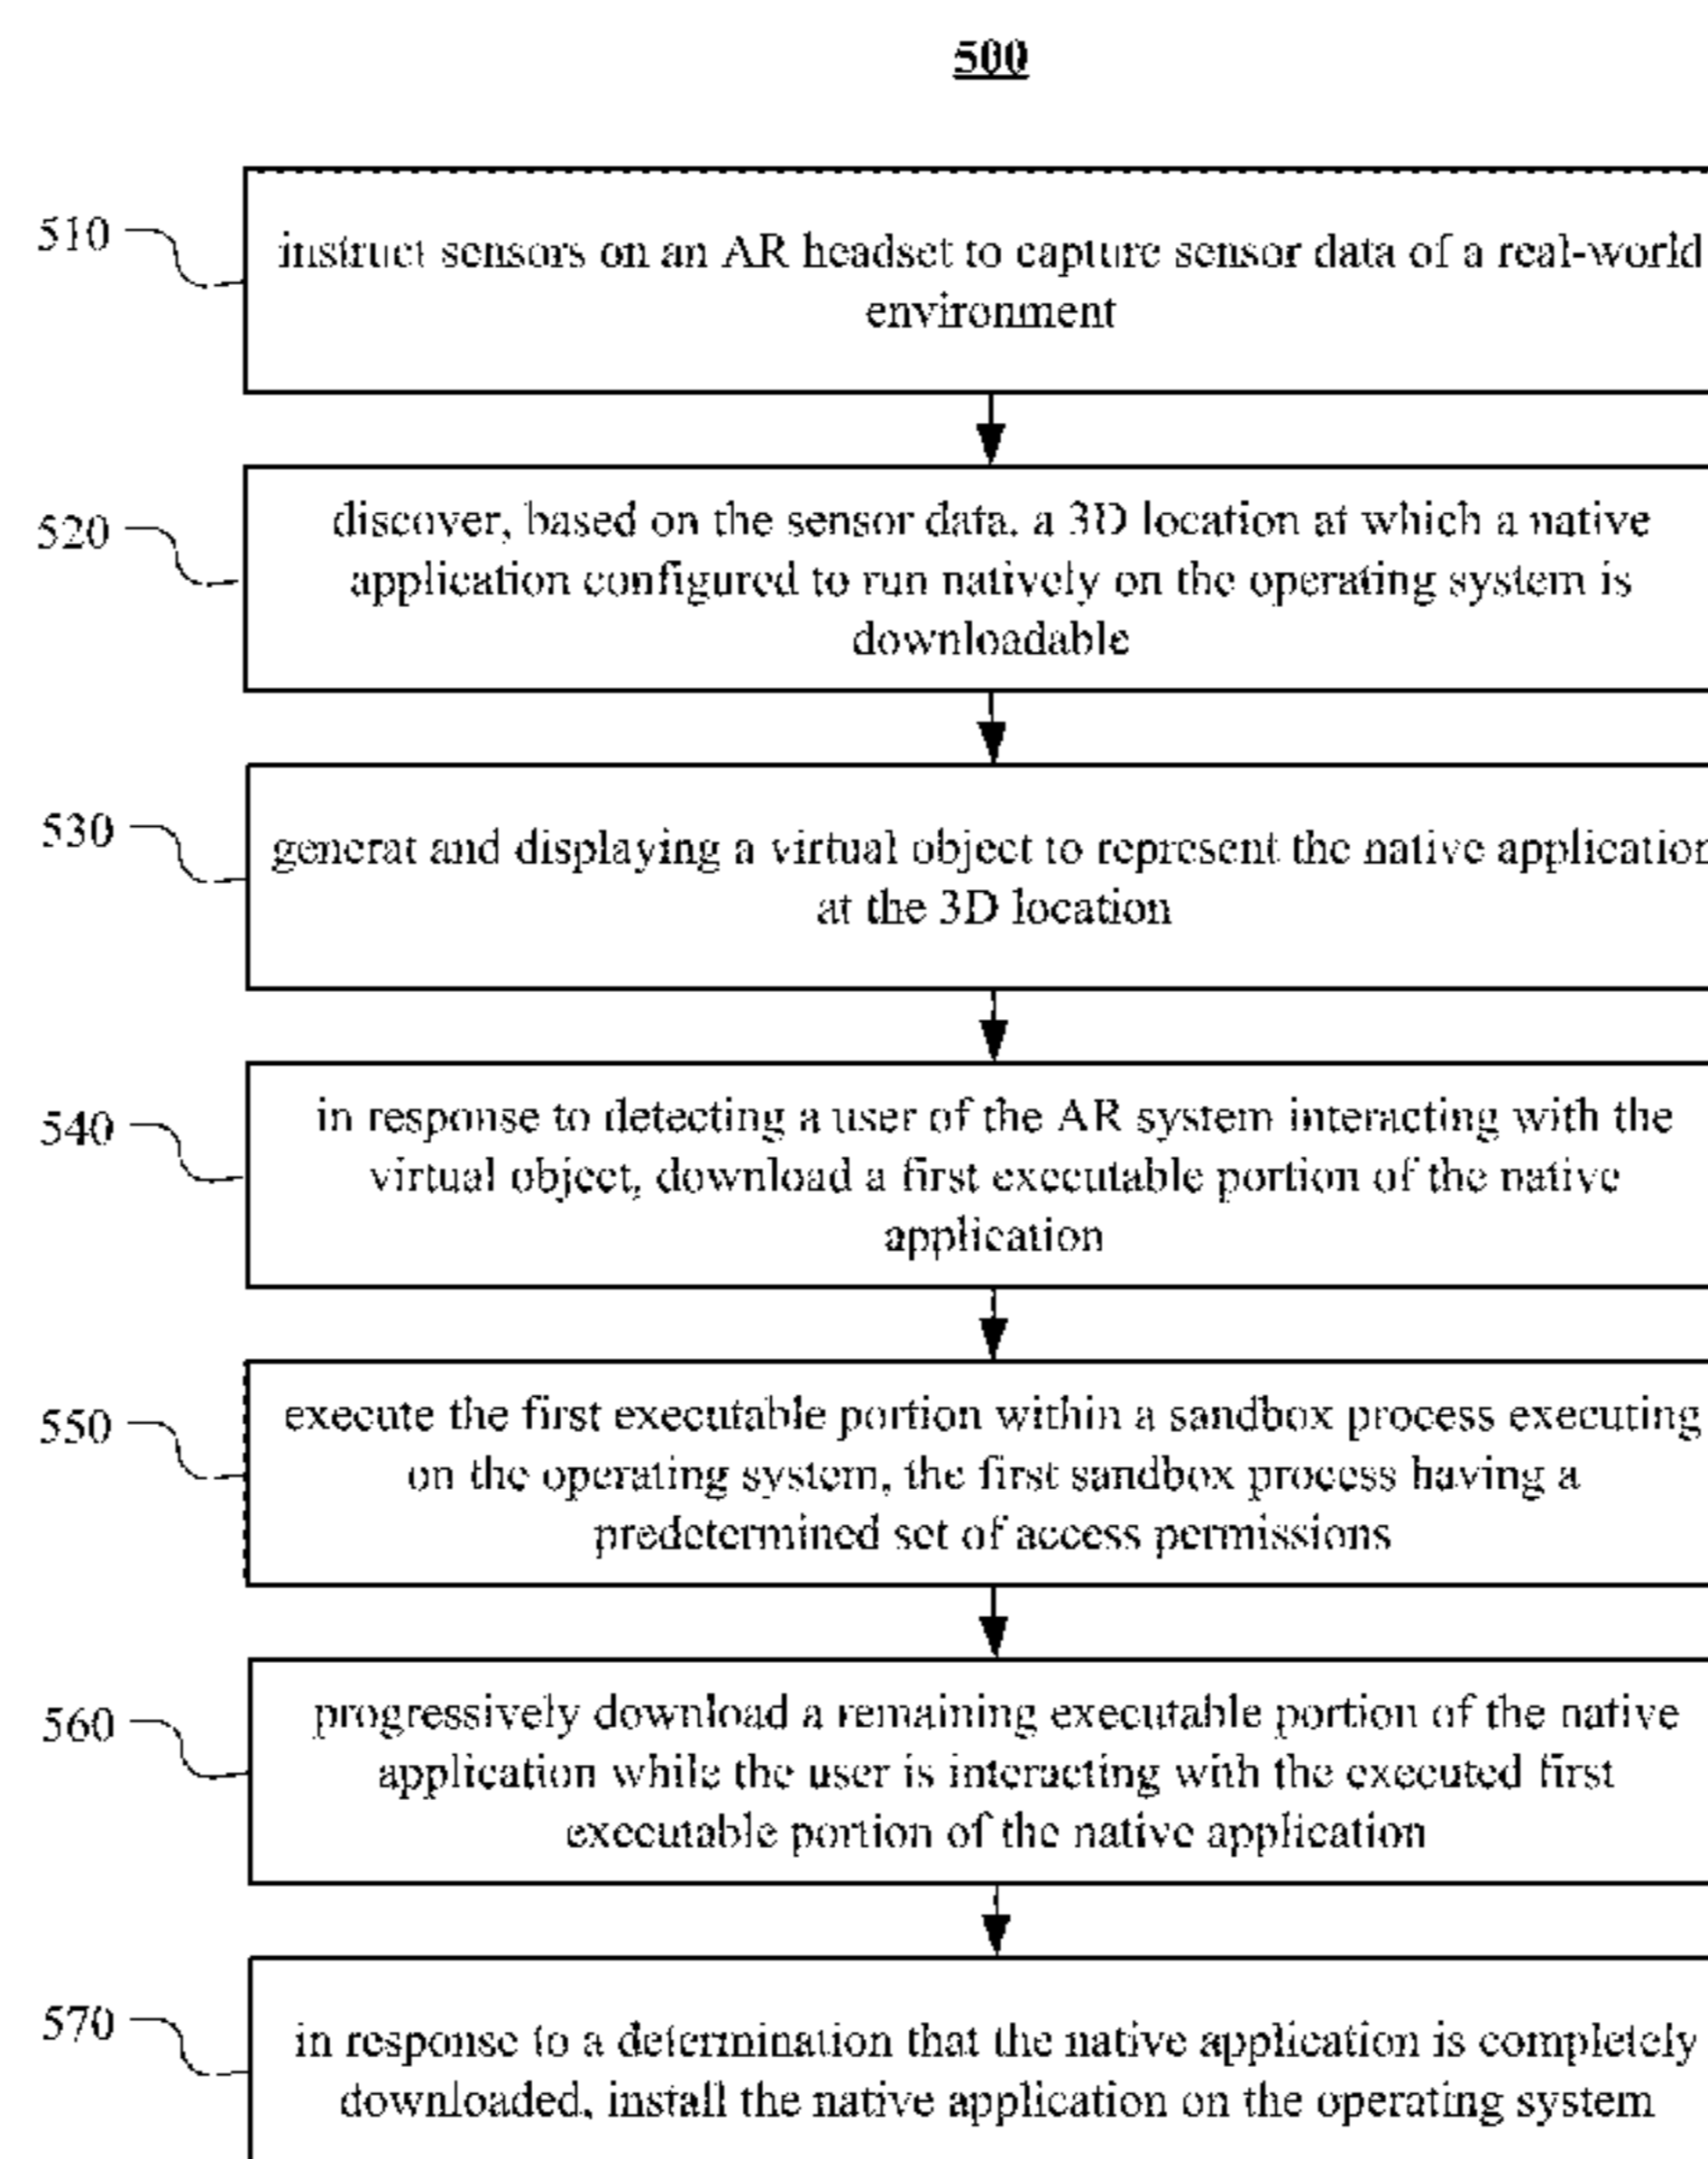 500
510
instruct sensors on an AR headset to capture sensor data of a real-world
environment
520
discover, based on the sensor data, a 3D location at which a native
application configured to run natively on the operating system is
downloadable
530
generat and displaying a virtual object to represent the native application
at the 3D location
540
in response to detecting a user of the AR system interacting with the
virtual object, download a first executable portion of the native
application
550
execute the first executable portion within a sandbox process executing
on the operating system, the first sandbox process having a
predetermined set of access permissions
560
progressively download a remaining executable portion of the native
application while the user is interacting with the executed first
executable portion of the native application
570
in response to a determination that the native application is completely
downloaded, install the native application on the operating system